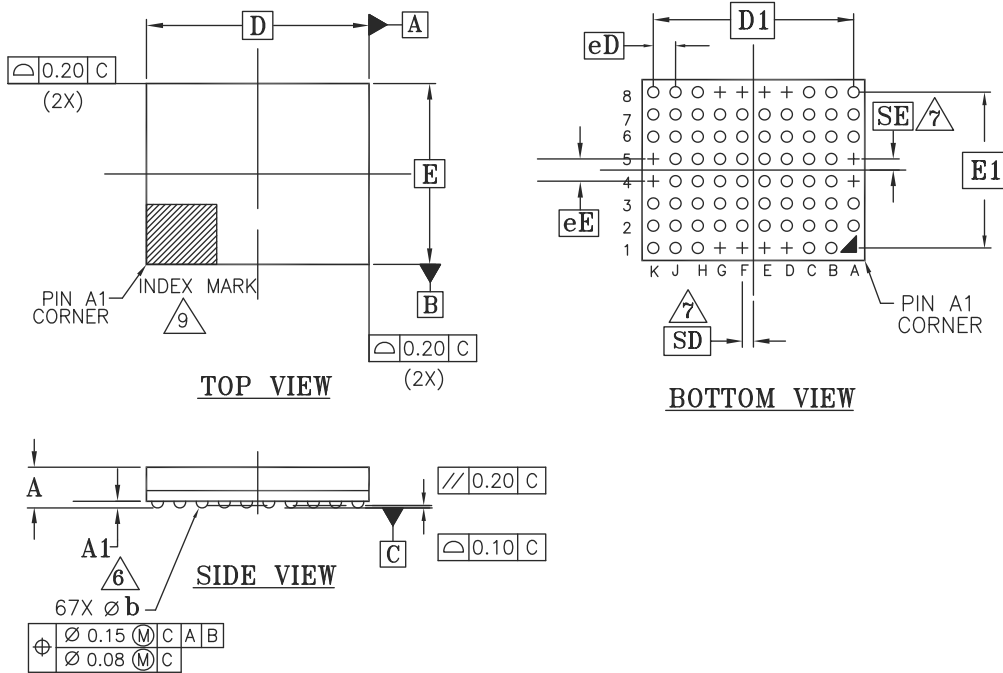 D
A
⌓ 0.20 C
(2X)
E
PIN A1
CORNER
INDEX MARK
9
B
⌓ 0.20 C
(2X)
TOP VIEW
D1
eD
8
7
6
5
4
3
2
1
SE 7
E1
eE
K J H G F E D C B A
7
SD
PIN A1
CORNER
BOTTOM VIEW
A
A1
6
// 0.20 C
C
⌓ 0.10 C
SIDE VIEW
67X Ø b
⌖ Ø 0.15 Ⓜ C A B
Ø 0.08 Ⓜ C